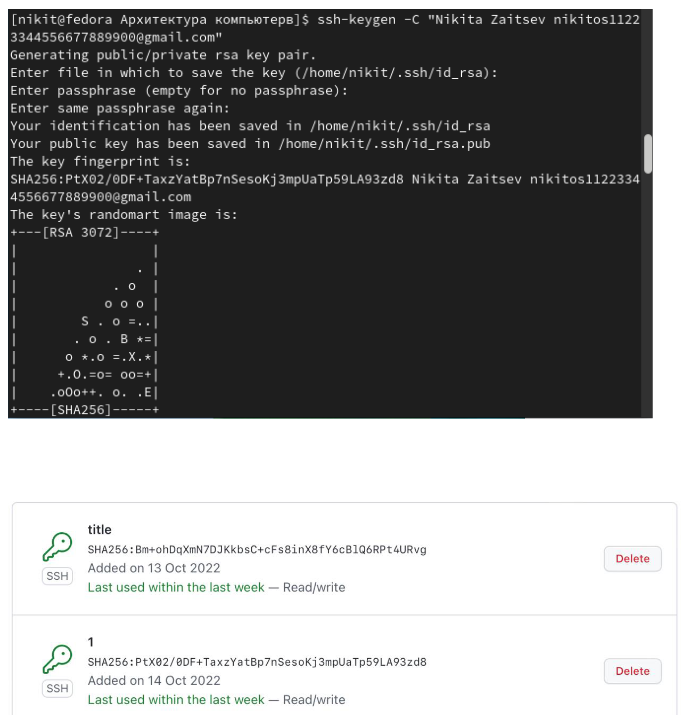 [nikit@fedora Архитектура компьютерв]$ ssh-keygen -C "Nikita Zaitsev nikitos1122
3344556677889900@gmail.com"
Generating public/private rsa key pair.
Enter file in which to save the key (/home/nikit/.ssh/id_rsa):
Enter passphrase (empty for no passphrase):
Enter same passphrase again:
Your identification has been saved in /home/nikit/.ssh/id_rsa
Your public key has been saved in /home/nikit/.ssh/id_rsa.pub
The key fingerprint is:
SHA256:PtX02/0DF+TaxzYatBp7nSesoKj3mpUaTp59LA93zd8 Nikita Zaitsev nikitos1122334
4556677889900@gmail.com
The key's randomart image is:
+---[RSA 3072]----+
|                 |
|               . |
|            . o  |
|           o o o |
|        S . o =..|
|       . o . B *=|
|      o *.o =.X.*|
|     +.O.=o= oo=+|
|    .oOo++. o. .E|
+----[SHA256]-----+
title
SHA256:Bm+ohDqXmN7DJKkbsC+cFs8inX8fY6cBlQ6RPt4URvg
SSH
Added on 13 Oct 2022
Last used within the last week — Read/write
Delete
1
SHA256:PtX02/0DF+TaxzYatBp7nSesoKj3mpUaTp59LA93zd8
SSH
Added on 14 Oct 2022
Last used within the last week — Read/write
Delete